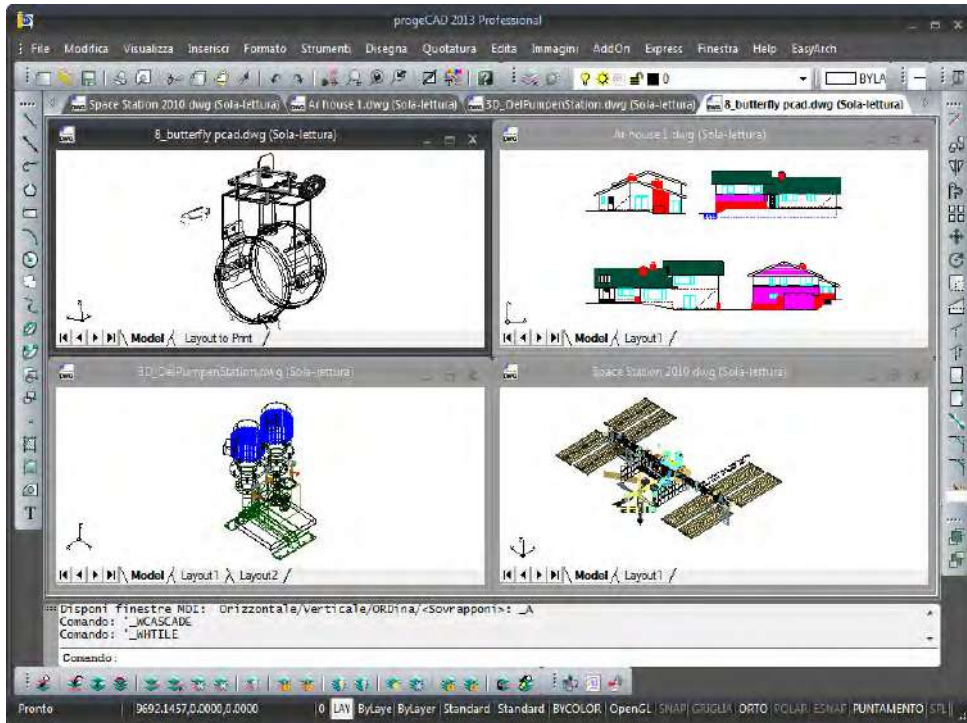 progeCAD 2013 Professional
File Modifica Visualizza Inserisci Formato Strumenti Disegna Quotatura Edita Immagini AddOn Express Finestra Help EasyArch
0 BYLA
Space Station 2010.dwg (Sola-lettura) Ar house 1.dwg (Sola-lettura) 3D_DelPumpenStation.dwg (Sola-lettura) 8_butterfly pcad.dwg (Sola-lettura)
8_butterfly pcad.dwg (Sola-lettura)
Model Layout to Print
Ar house 1.dwg (Sola-lettura)
Model Layout1
3D_DelPumpenStation.dwg (Sola-lettura)
Model Layout1 Layout2
Space Station 2010.dwg (Sola-lettura)
Model Layout1
T
Disponi finestre MDI: Orizzontale/Verticale/ORDina/<Sovrapponi>: _A
Comando: '_WCASCADE
Comando: '_WHTILE
Comando:
Pronto 9692.1457,0.0000,0.0000 0 LAY ByLaye ByLayer Standard Standard BYCOLOR OpenGL SNAP GRIGLIA ORTO POLAR ESNAP PUNTAMENTO SPL